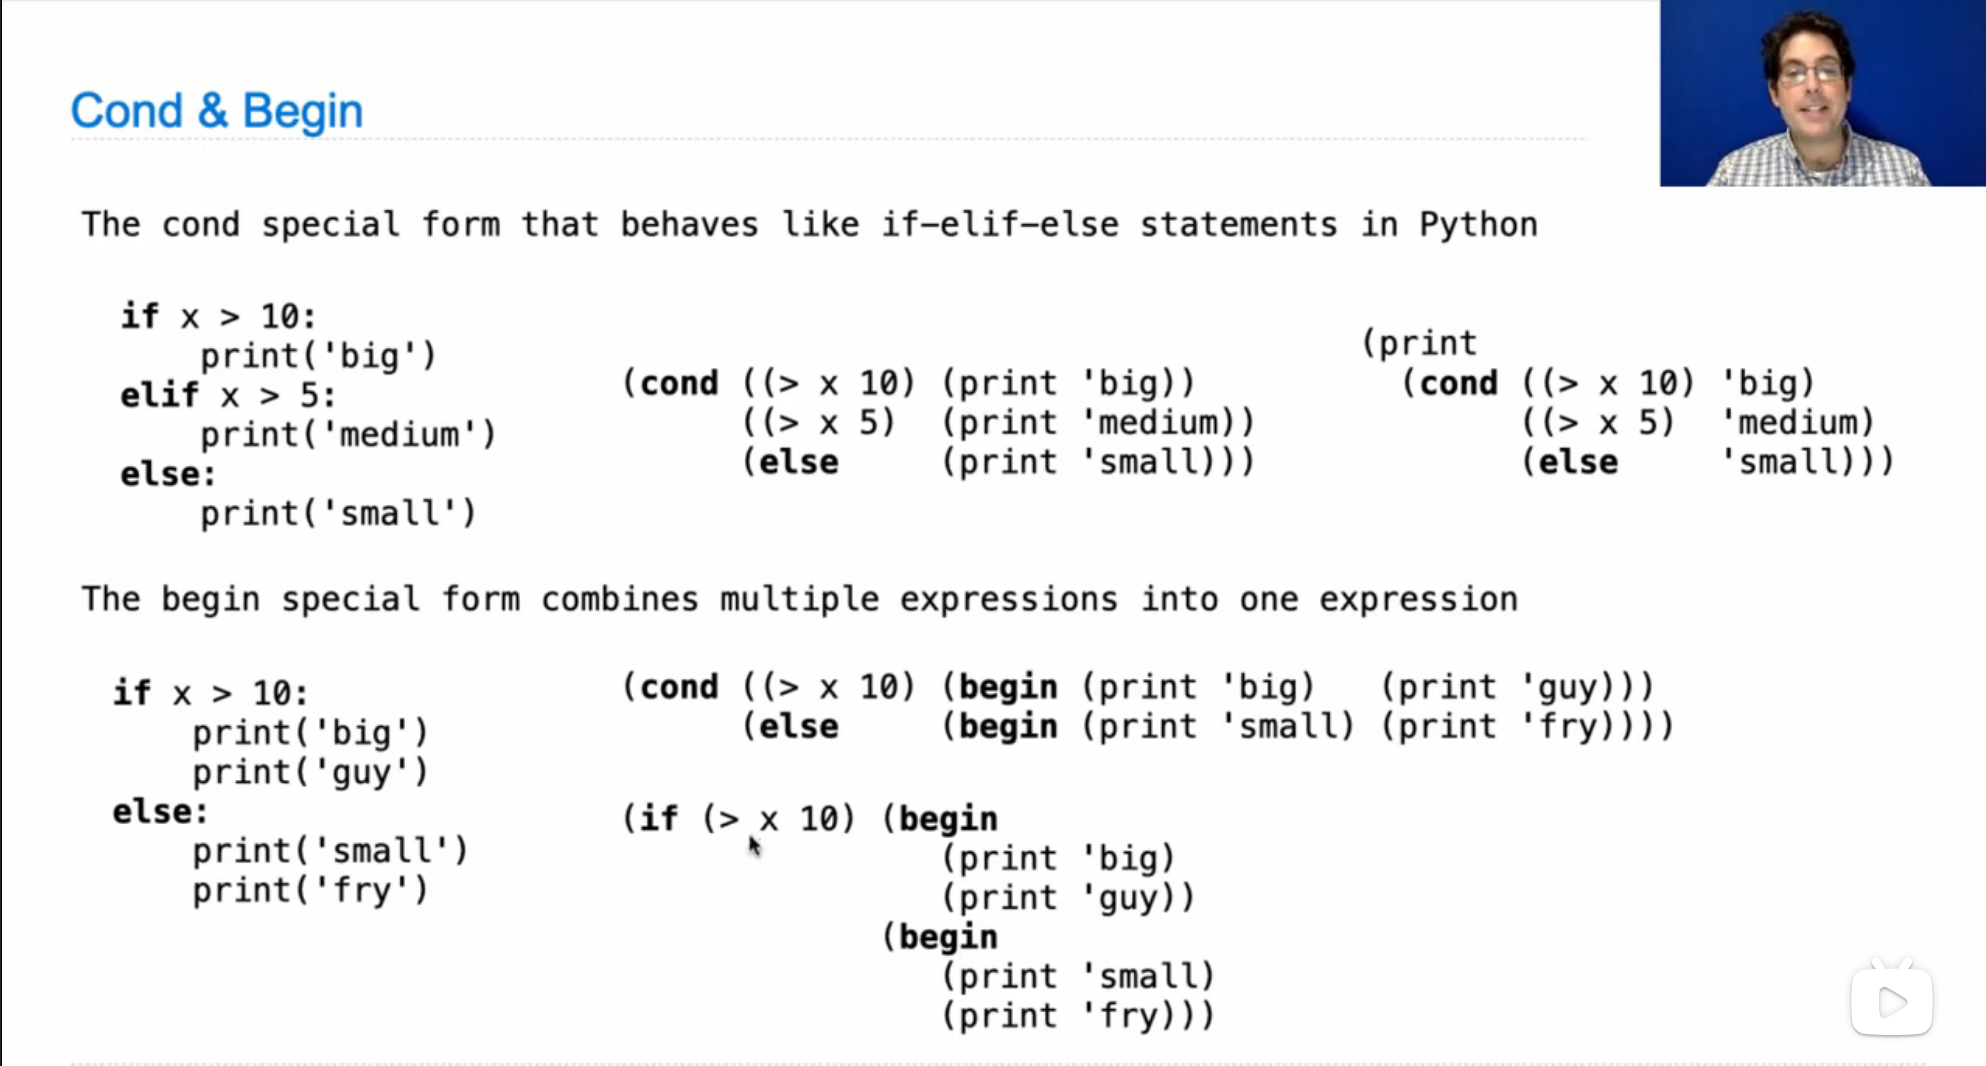 Cond & Begin
The cond special form that behaves like if-elif-else statements in Python
if x > 10:
    print('big')
elif x > 5:
    print('medium')
else:
    print('small')
(cond ((> x 10) (print 'big))
      ((> x 5)  (print 'medium))
      (else     (print 'small)))
(print
  (cond ((> x 10) 'big)
        ((> x 5)  'medium)
        (else     'small)))
The begin special form combines multiple expressions into one expression
if x > 10:
    print('big')
    print('guy')
else:
    print('small')
    print('fry')
(cond ((> x 10) (begin (print 'big)   (print 'guy)))
      (else     (begin (print 'small) (print 'fry))))
(if (> x 10) (begin
                (print 'big)
                (print 'guy))
             (begin
                (print 'small)
                (print 'fry)))